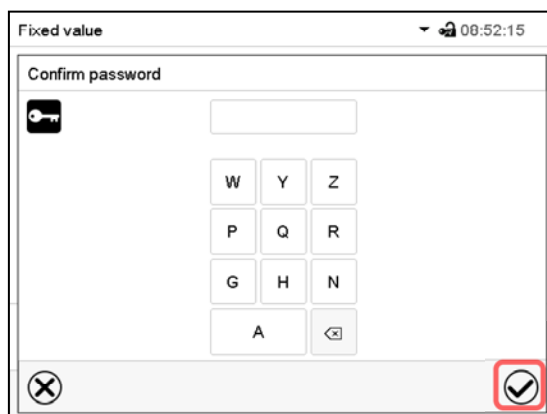 Fixed value 08:52:15
Confirm password
W Y Z
P Q R
G H N
A